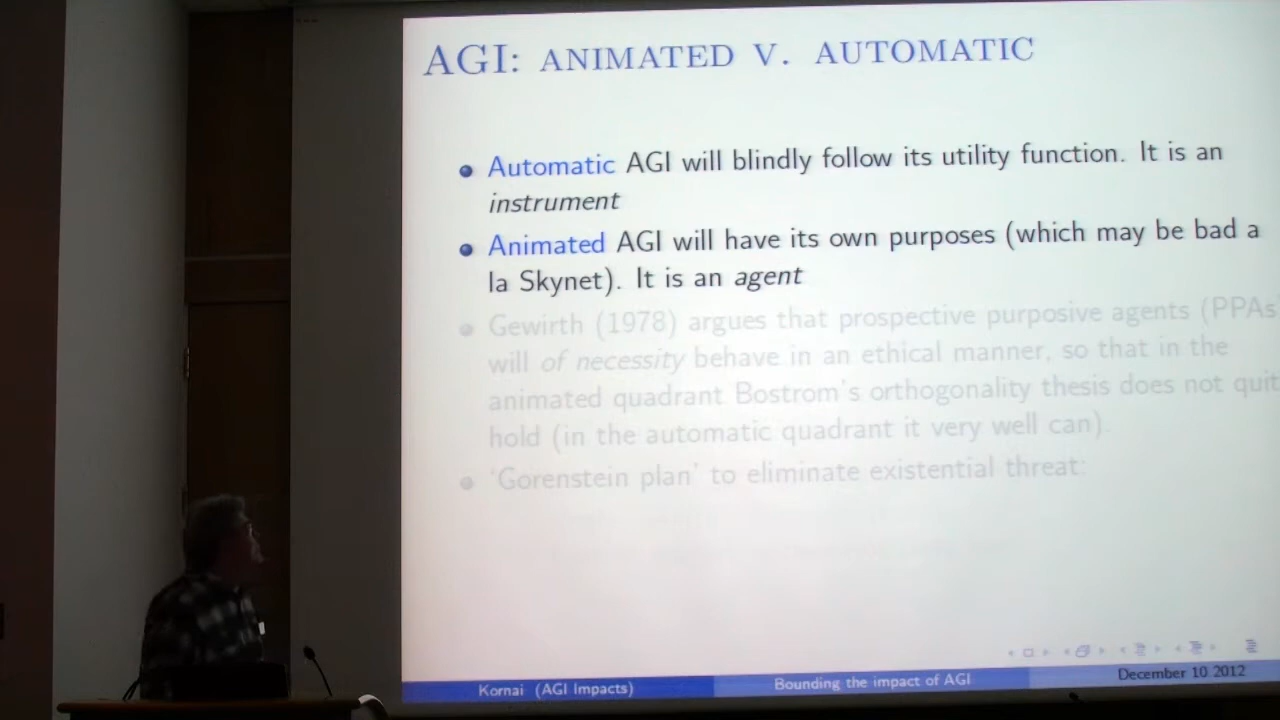 AGI: ANIMATED V. AUTOMATIC
Automatic AGI will blindly follow its utility function. It is an
instrument
Animated AGI will have its own purposes (which may be bad a
la Skynet). It is an agent
Gewirth (1978) argues that prospective purposive agents (PPAs
will of necessity behave in an ethical manner, so that in the
animated quadrant Bostrom's orthogonality thesis does not quit
hold (in the automatic quadrant it very well can).
'Gorenstein plan' to eliminate existential threat:
Kornai (AGI Impacts)
Bounding the impact of AGI
December 10 2012